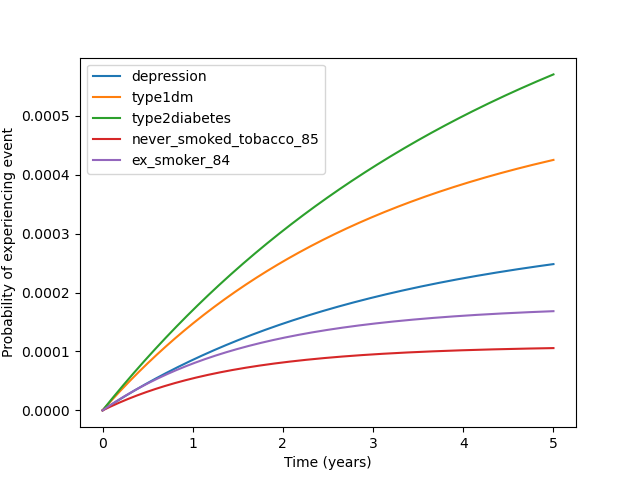 depression
type1dm
type2diabetes
never_smoked_tobacco_85
ex_smoker_84
Probability of experiencing event
0.0005
0.0004
0.0003
0.0002
0.0001
0.0000
0 1 2 3 4 5
Time (years)